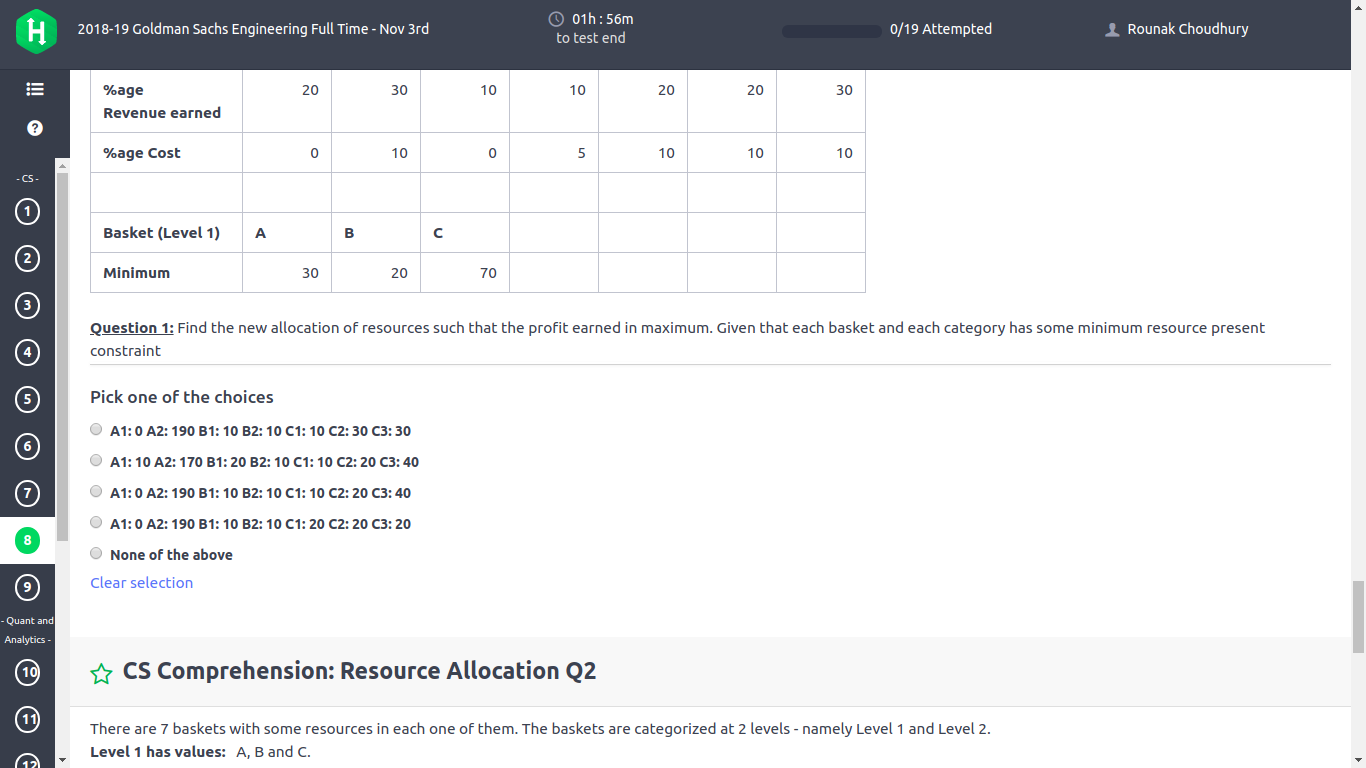 H 2018-19 Goldman Sachs Engineering Full Time - Nov 3rd 01h : 56m to test end 0/19 Attempted Rounak Choudhury
?
- CS -
1
2
3
4
5
6
7
8
9
- Quant and
Analytics -
10
11
12
%age Revenue earned 20 30 10 10 20 20 30
%age Cost 0 10 0 5 10 10 10
Basket (Level 1) A B C
Minimum 30 20 70
Question 1: Find the new allocation of resources such that the profit earned in maximum. Given that each basket and each category has some minimum resource present
constraint
Pick one of the choices
A1: 0 A2: 190 B1: 10 B2: 10 C1: 10 C2: 30 C3: 30
A1: 10 A2: 170 B1: 20 B2: 10 C1: 10 C2: 20 C3: 40
A1: 0 A2: 190 B1: 10 B2: 10 C1: 10 C2: 20 C3: 40
A1: 0 A2: 190 B1: 10 B2: 10 C1: 20 C2: 20 C3: 20
None of the above
Clear selection
CS Comprehension: Resource Allocation Q2
There are 7 baskets with some resources in each one of them. The baskets are categorized at 2 levels - namely Level 1 and Level 2.
Level 1 has values: A, B and C.